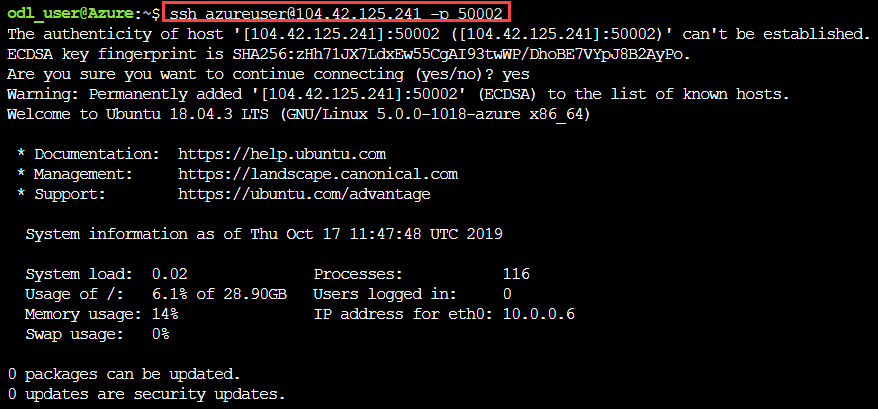 odl_user@Azure:~$ ssh azureuser@104.42.125.241 -p 50002
The authenticity of host '[104.42.125.241]:50002 ([104.42.125.241]:50002)' can't be established.
ECDSA key fingerprint is SHA256:zHh71JX7LdxEw55CgAI93twWP/DhoBE7VYpJ8B2AyPo.
Are you sure you want to continue connecting (yes/no)? yes
Warning: Permanently added '[104.42.125.241]:50002' (ECDSA) to the list of known hosts.
Welcome to Ubuntu 18.04.3 LTS (GNU/Linux 5.0.0-1018-azure x86_64)
* Documentation:  https://help.ubuntu.com
* Management:     https://landscape.canonical.com
* Support:        https://ubuntu.com/advantage
System information as of Thu Oct 17 11:47:48 UTC 2019
System load:  0.02              Processes:           116
Usage of /:   6.1% of 28.90GB   Users logged in:     0
Memory usage: 14%               IP address for eth0: 10.0.0.6
Swap usage:   0%
0 packages can be updated.
0 updates are security updates.